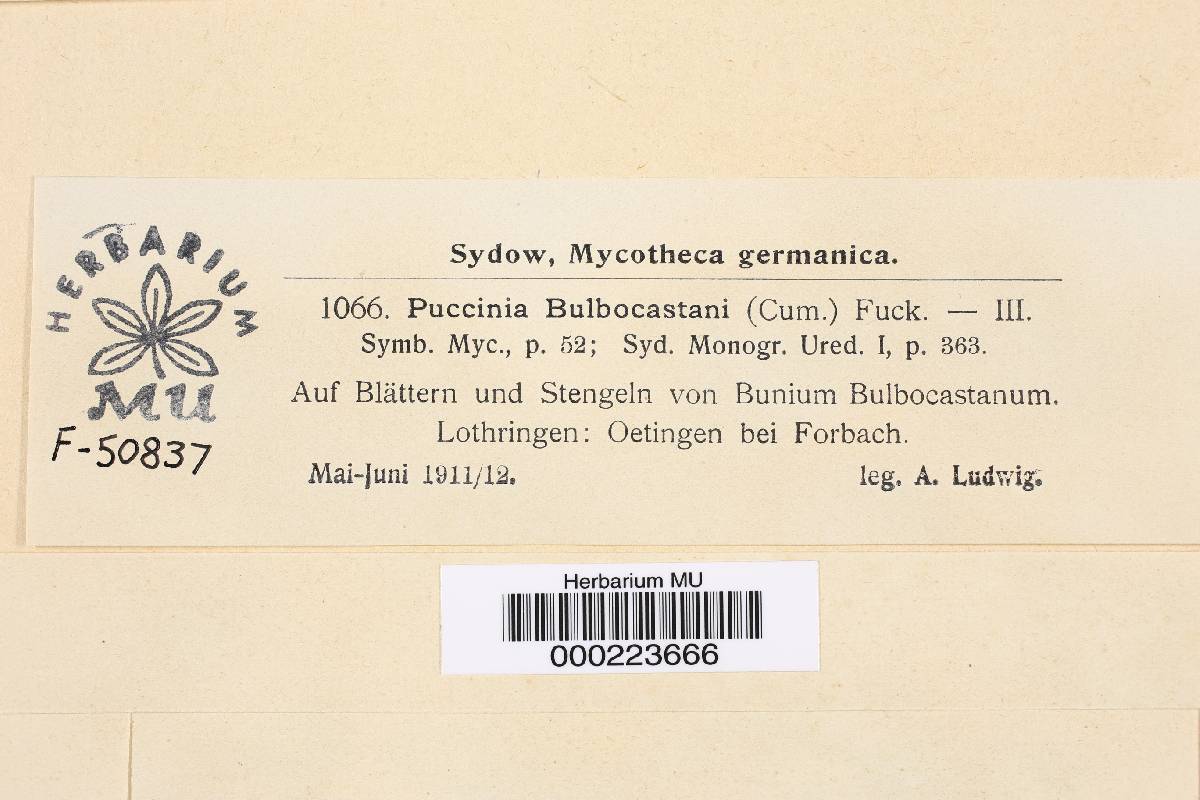 HERBARIUM
MU
F-50837
Sydow, Mycotheca germanica.
1066. Puccinia Bulbocastani (Cum.) Fuck. — III.
Symb. Myc., p. 52; Syd. Monogr. Ured. I, p. 363.
Auf Blättern und Stengeln von Bunium Bulbocastanum.
Lothringen: Oetingen bei Forbach.
Mai-Juni 1911/12. leg. A. Ludwig.
Herbarium MU
000223666